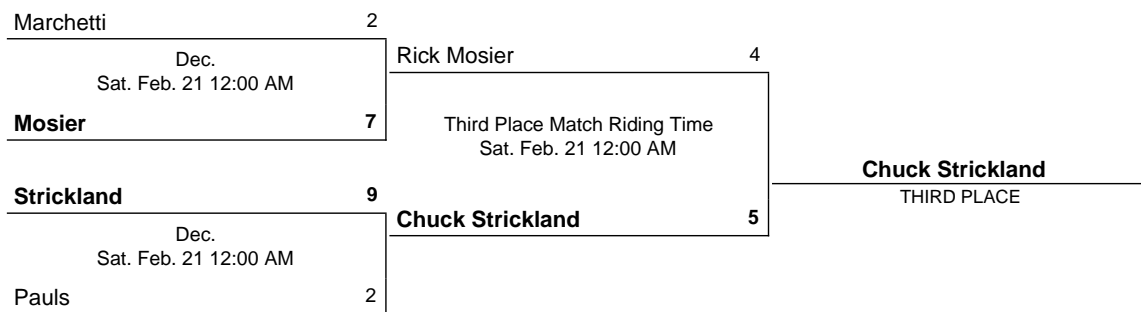 Marchetti 2
Dec.
Sat. Feb. 21 12:00 AM
Mosier 7
Rick Mosier 4
Third Place Match Riding Time
Sat. Feb. 21 12:00 AM
Chuck Strickland 5
Strickland 9
Dec.
Sat. Feb. 21 12:00 AM
Pauls 2
Chuck Strickland
THIRD PLACE